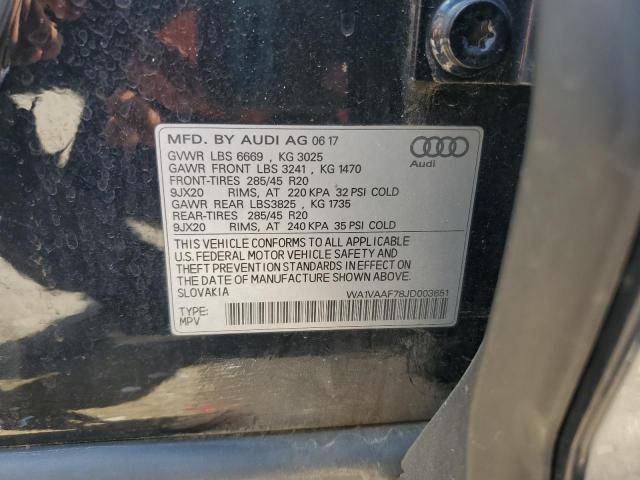 MFD. BY AUDI AG 06 17
GVWR LBS 6669 , KG 3025
GAWR FRONT LBS 3241 , KG 1470
FRONT-TIRES 285/45 R20
9JX20 RIMS, AT 220 KPA 32 PSI COLD
GAWR REAR LBS3825 , KG 1735
REAR-TIRES 285/45 R20
9JX20 RIMS, AT 240 KPA 35 PSI COLD
Audi
THIS VEHICLE CONFORMS TO ALL APPLICABLE
U.S.FEDERAL MOTOR VEHICLE SAFETY AND
THEFT PREVENTION STANDARDS IN EFFECT ON
THE DATE OF MANUFACTURE SHOWN ABOVE.
SLOVAKIA
WA1VAAF78JD003651
TYPE:
MPV